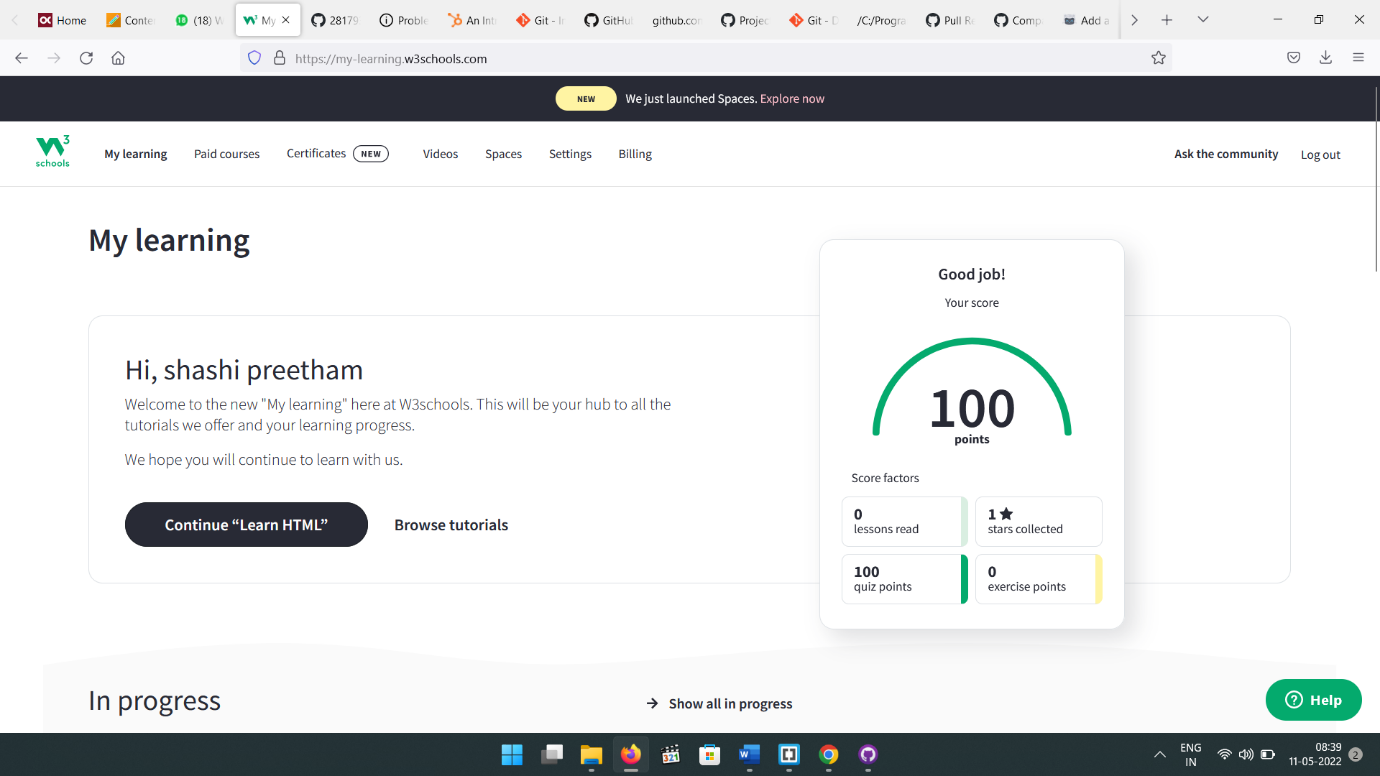 Home
Conte
(18) W
My
28179
Proble
An Int
Git - I
GitHu
github.co
Projec
Git - D
/C:/Progra
Pull R
Comp
Add a
https://my-learning.w3schools.com
NEW We just launched Spaces. Explore now
W3 schools
My learning
Paid courses
Certificates NEW
Videos
Spaces
Settings
Billing
Ask the community
Log out
My learning
Hi, shashi preetham
Welcome to the new "My learning" here at W3schools. This will be your hub to all the
tutorials we offer and your learning progress.
We hope you will continue to learn with us.
Continue “Learn HTML”
Browse tutorials
Good job!
Your score
100
points
Score factors
0
lessons read
1
stars collected
100
quiz points
0
exercise points
In progress
→ Show all in progress
Help
321
ENG
IN
08:39
11-05-2022
2